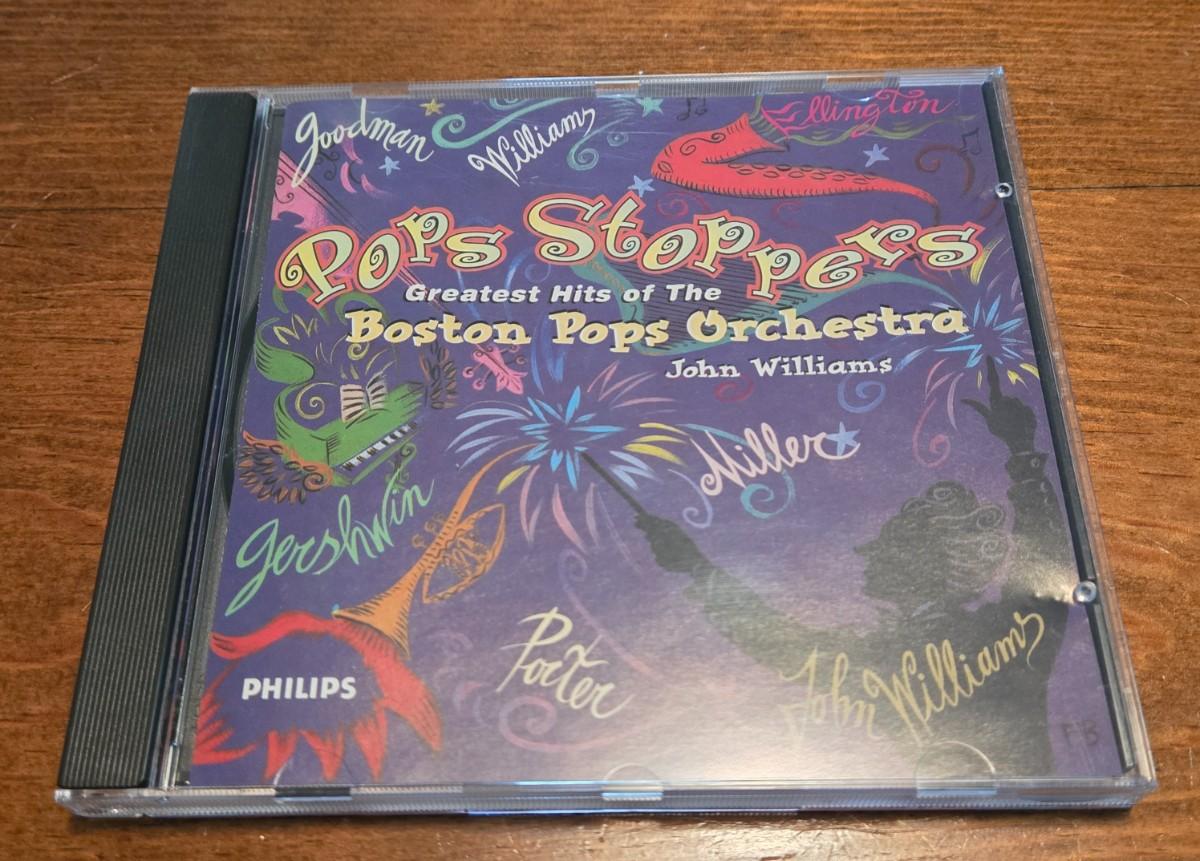 Goodman
Williams
Ellington
Pops Stoppers
Greatest Hits of The
Boston Pops Orchestra
John Williams
Miller
Gershwin
Porter
John Williams
PHILIPS
FB